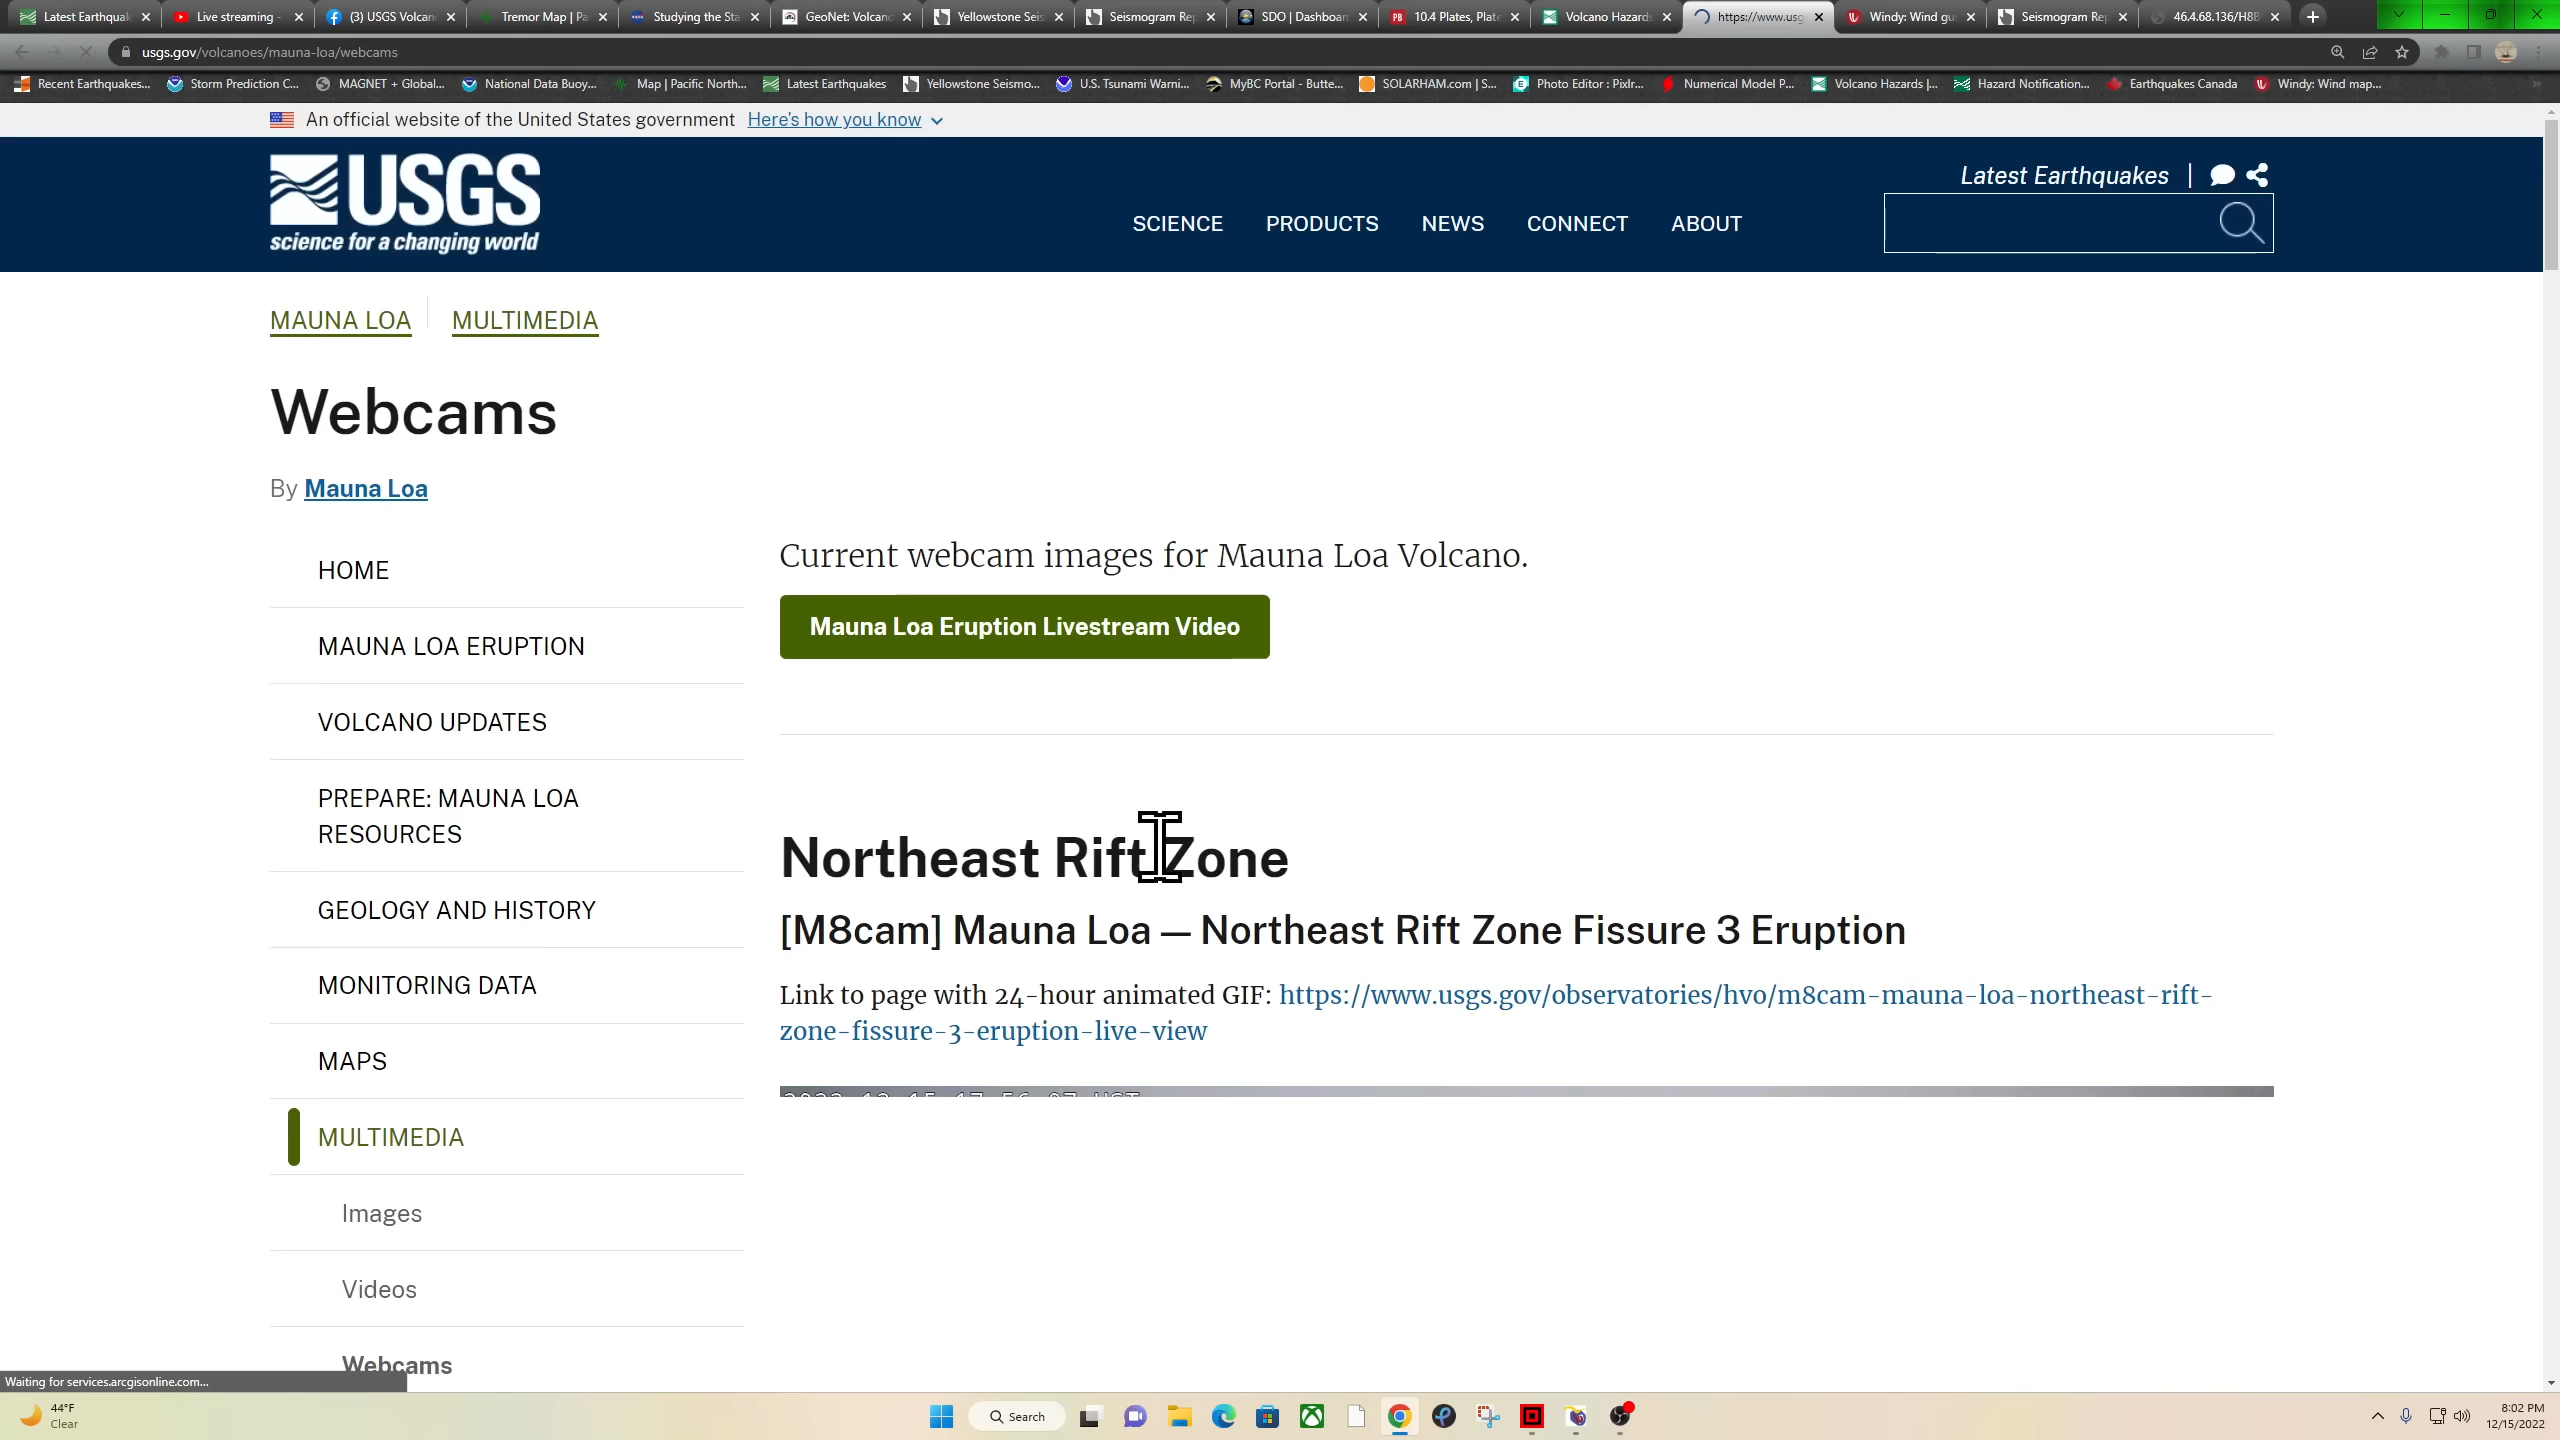 Latest Earthquak
Live streaming -
(3) USGS Volcan
Tremor Map | Pa
Studying the Sta
GeoNet: Volcano
Yellowstone Seis
Seismogram Rep
SDO | Dashboar
10.4 Plates, Plate
Volcano Hazards
https://www.usg
Windy: Wind gu
Seismogram Rep
46.4.68.136/H8B
usgs.gov/volcanoes/mauna-loa/webcams
Recent Earthquakes...
Storm Prediction C...
MAGNET + Global...
National Data Buoy...
Map | Pacific North...
Latest Earthquakes
Yellowstone Seismo...
U.S. Tsunami Warni...
MyBC Portal - Butte...
SOLARHAM.com | S...
Photo Editor : Pixlr...
Numerical Model P...
Volcano Hazards |...
Hazard Notification...
Earthquakes Canada
Windy: Wind map...
An official website of the United States government Here's how you know
USGS
science for a changing world
Latest Earthquakes |
SCIENCE PRODUCTS NEWS CONNECT ABOUT
MAUNA LOA MULTIMEDIA
Webcams
By Mauna Loa
HOME
MAUNA LOA ERUPTION
VOLCANO UPDATES
PREPARE: MAUNA LOA
RESOURCES
GEOLOGY AND HISTORY
MONITORING DATA
MAPS
MULTIMEDIA
Images
Videos
Webcams
Current webcam images for Mauna Loa Volcano.
Mauna Loa Eruption Livestream Video
Northeast Rift Zone
[M8cam] Mauna Loa — Northeast Rift Zone Fissure 3 Eruption
Link to page with 24-hour animated GIF: https://www.usgs.gov/observatories/hvo/m8cam-mauna-loa-northeast-rift-
zone-fissure-3-eruption-live-view
Waiting for services.arcgisonline.com...
44°F
Clear
Search
8:02 PM
12/15/2022